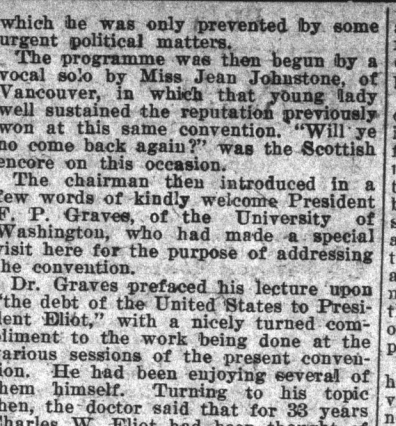 which he was only prevented by some
urgent political matters.
The programme was then begun by a
vocal solo by Miss Jean Johnstone, of
Vancouver, in which that young lady
well sustained the reputation previously
won at this same convention. "Will ye
no come back again?" was the Scottish
encore on this occasion.
The chairman then introduced in a
few words of kindly welcome President
F. P. Graves, of the University of
Washington, who had made a special
visit here for the purpose of addressing
the convention.
Dr. Graves prefaced his lecture upon
"the debt of the United States to Presi-
dent Eliot," with a nicely turned com-
pliment to the work being done at the
various sessions of the present conven-
tion. He had been enjoying several of
them himself. Turning to his topic
then, the doctor said that for 33 years
Charles W. Eliot had been thought of